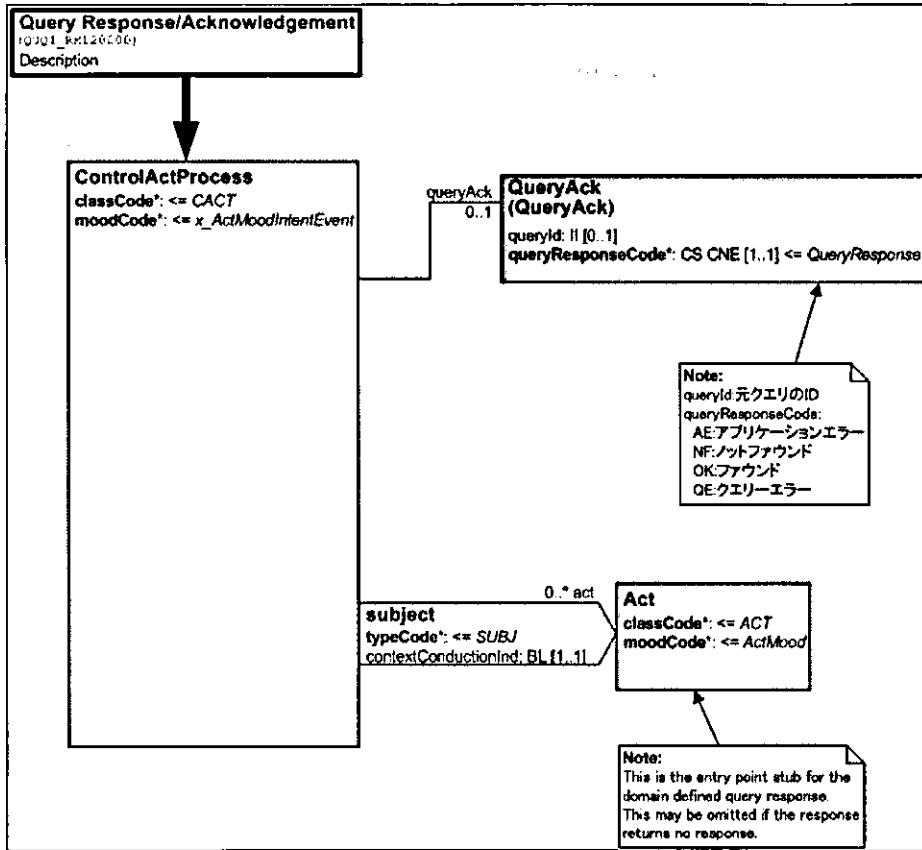 Query Response/Acknowledgement
Description
ControlActProcess
classCode*: <= CACT
moodCode*: <= x_ActMoodIntentEvent
queryAck
0..1
QueryAck
(QueryAck)
queryId: II [0..1]
queryResponseCode*: CS CNE [1..1] <= QueryResponse
Note:
queryId:元クエリのID
queryResponseCode:
AE:アプリケーションエラー
NF:ノットファウンド
OK:ファウンド
QE:クエリーエラー
0..* act
subject
typeCode*: <= SUBJ
contextConductionInd: BL [1..1]
Act
classCode*: <= ACT
moodCode*: <= ActMood
Note:
This is the entry point stub for the
domain defined query response.
This may be omitted if the response
returns no response.